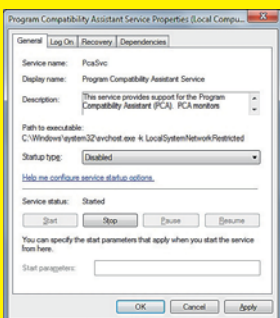 Program Compatibility Assistant Service Properties (Local Compu...
General Log On Recovery Dependencies
Service name: PcaSvc
Display name: Program Compatibility Assistant Service
Description: This service provides support for the Program
Compatibility Assistant (PCA). PCA monitors
Path to executable:
C:\Windows\system32\svchost.exe -k LocalSystemNetworkRestricted
Startup type: Disabled
Help me configure service startup options.
Service status: Started
Start Stop Pause Resume
You can specify the start parameters that apply when you start the service
from here.
Start parameters:
OK Cancel Apply